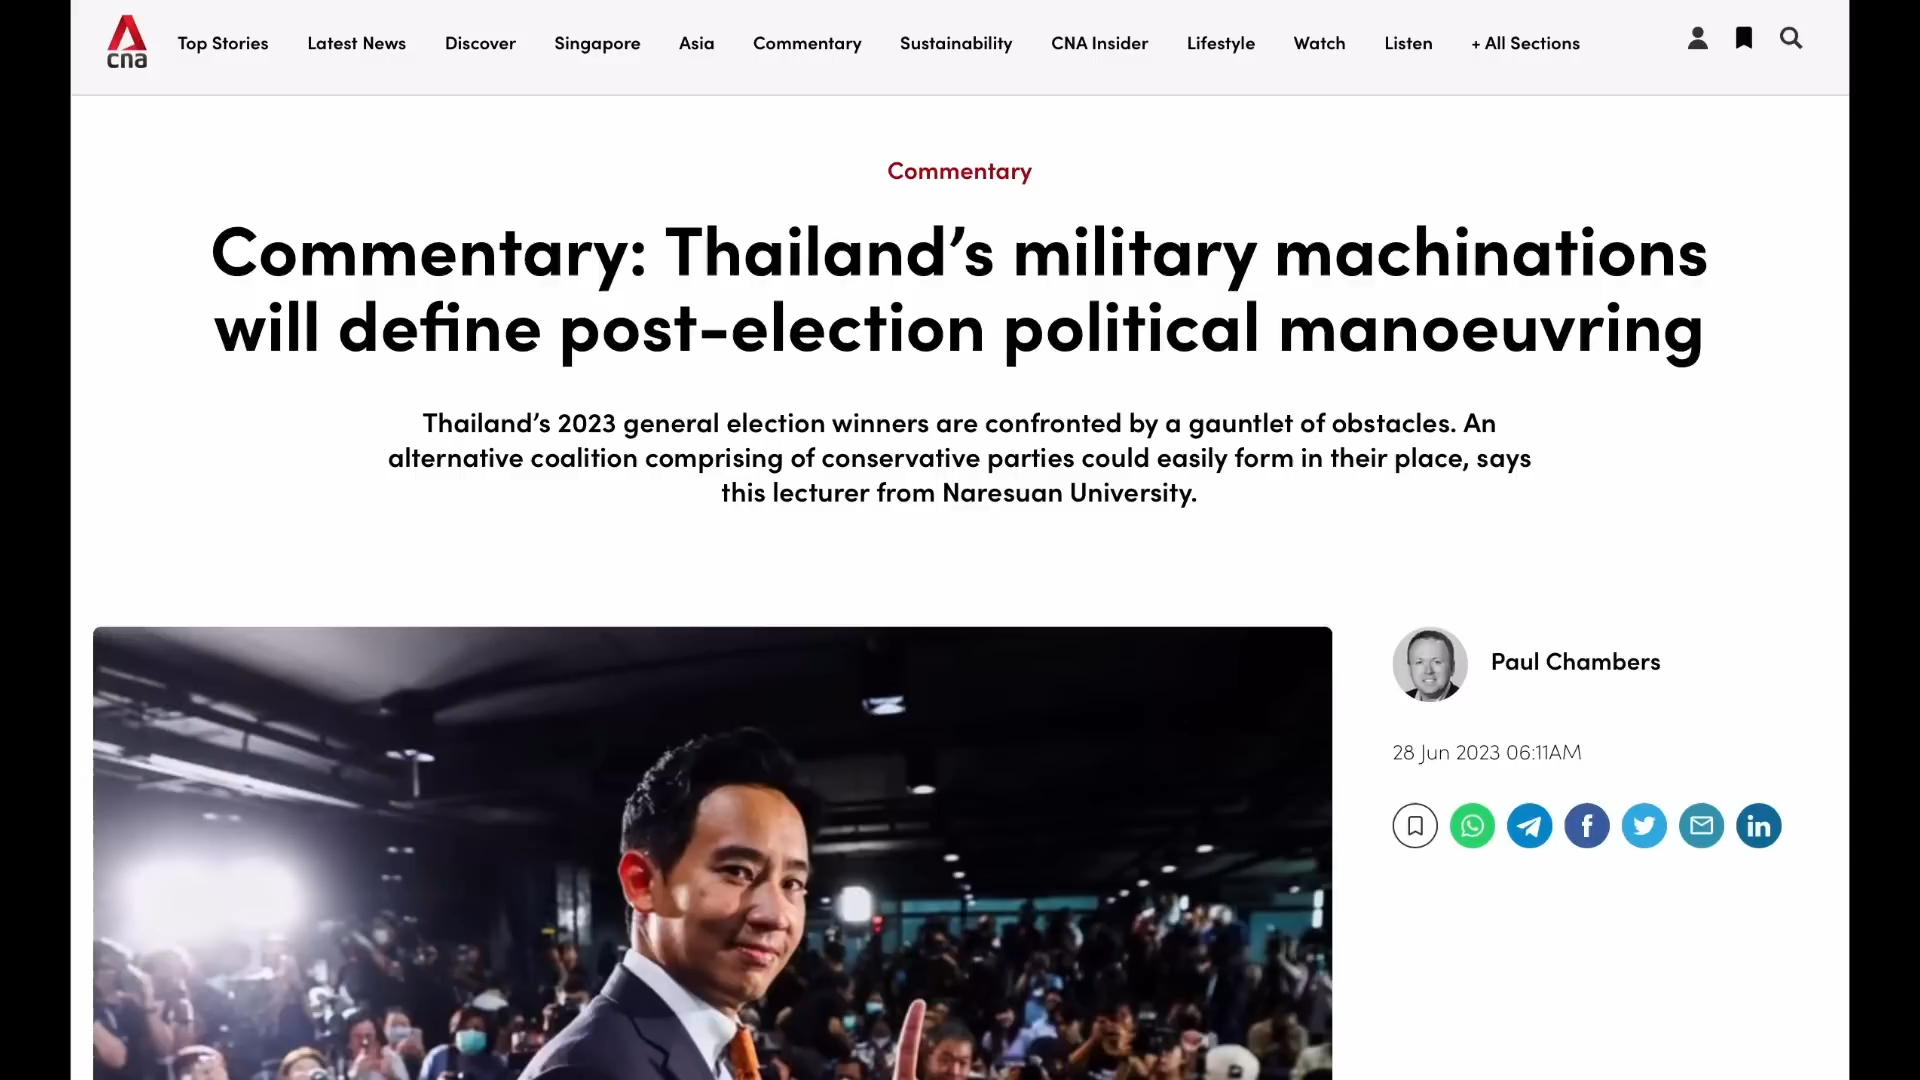 cna
Top Stories
Latest News
Discover
Singapore
Asia
Commentary
Sustainability
CNA Insider
Lifestyle
Watch
Listen
+ All Sections
Commentary
Commentary: Thailand’s military machinations
will define post-election political manoeuvring
Thailand’s 2023 general election winners are confronted by a gauntlet of obstacles. An
alternative coalition comprising of conservative parties could easily form in their place, says
this lecturer from Naresuan University.
Paul Chambers
28 Jun 2023 06:11AM